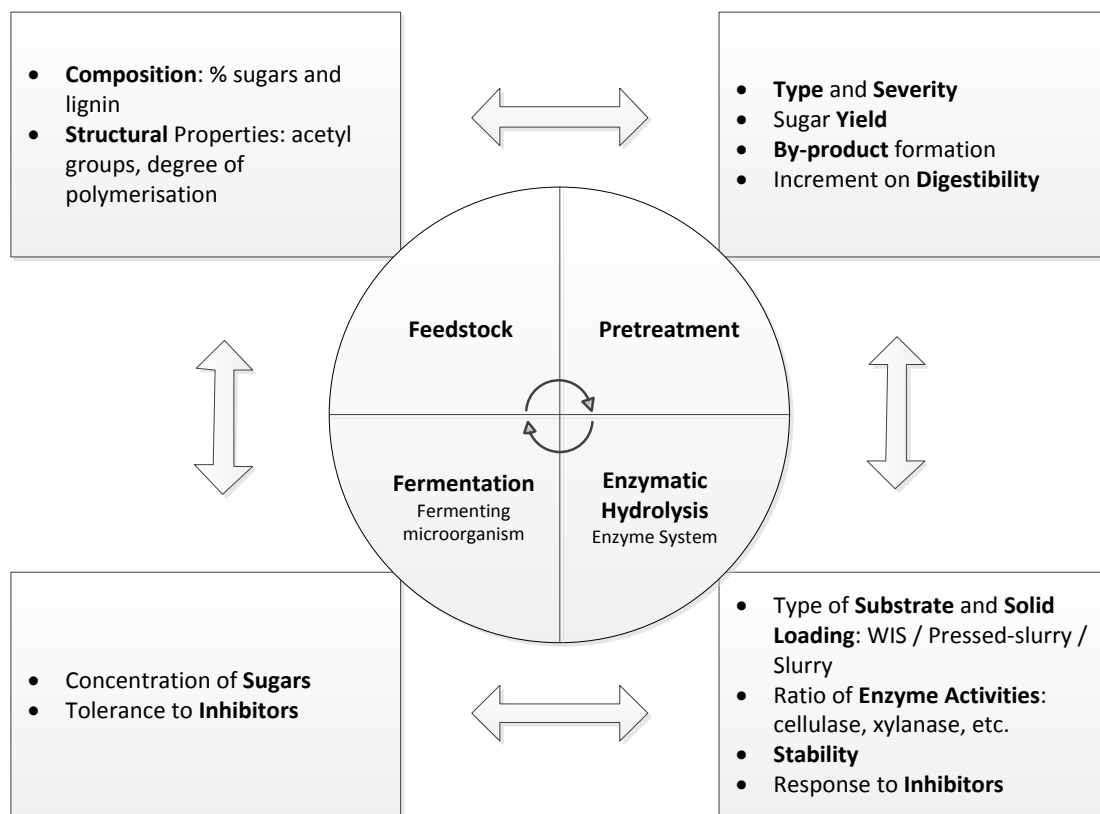 • Composition: % sugars and
lignin
• Structural Properties: acetyl
groups, degree of
polymerisation
• Type and Severity
• Sugar Yield
• By-product formation
• Increment on Digestibility
Feedstock
Pretreatment
Fermentation
Fermenting
microorganism
Enzymatic
Hydrolysis
Enzyme System
• Concentration of Sugars
• Tolerance to Inhibitors
• Type of Substrate and Solid
Loading: WIS / Pressed-slurry /
Slurry
• Ratio of Enzyme Activities:
cellulase, xylanase, etc.
• Stability
• Response to Inhibitors